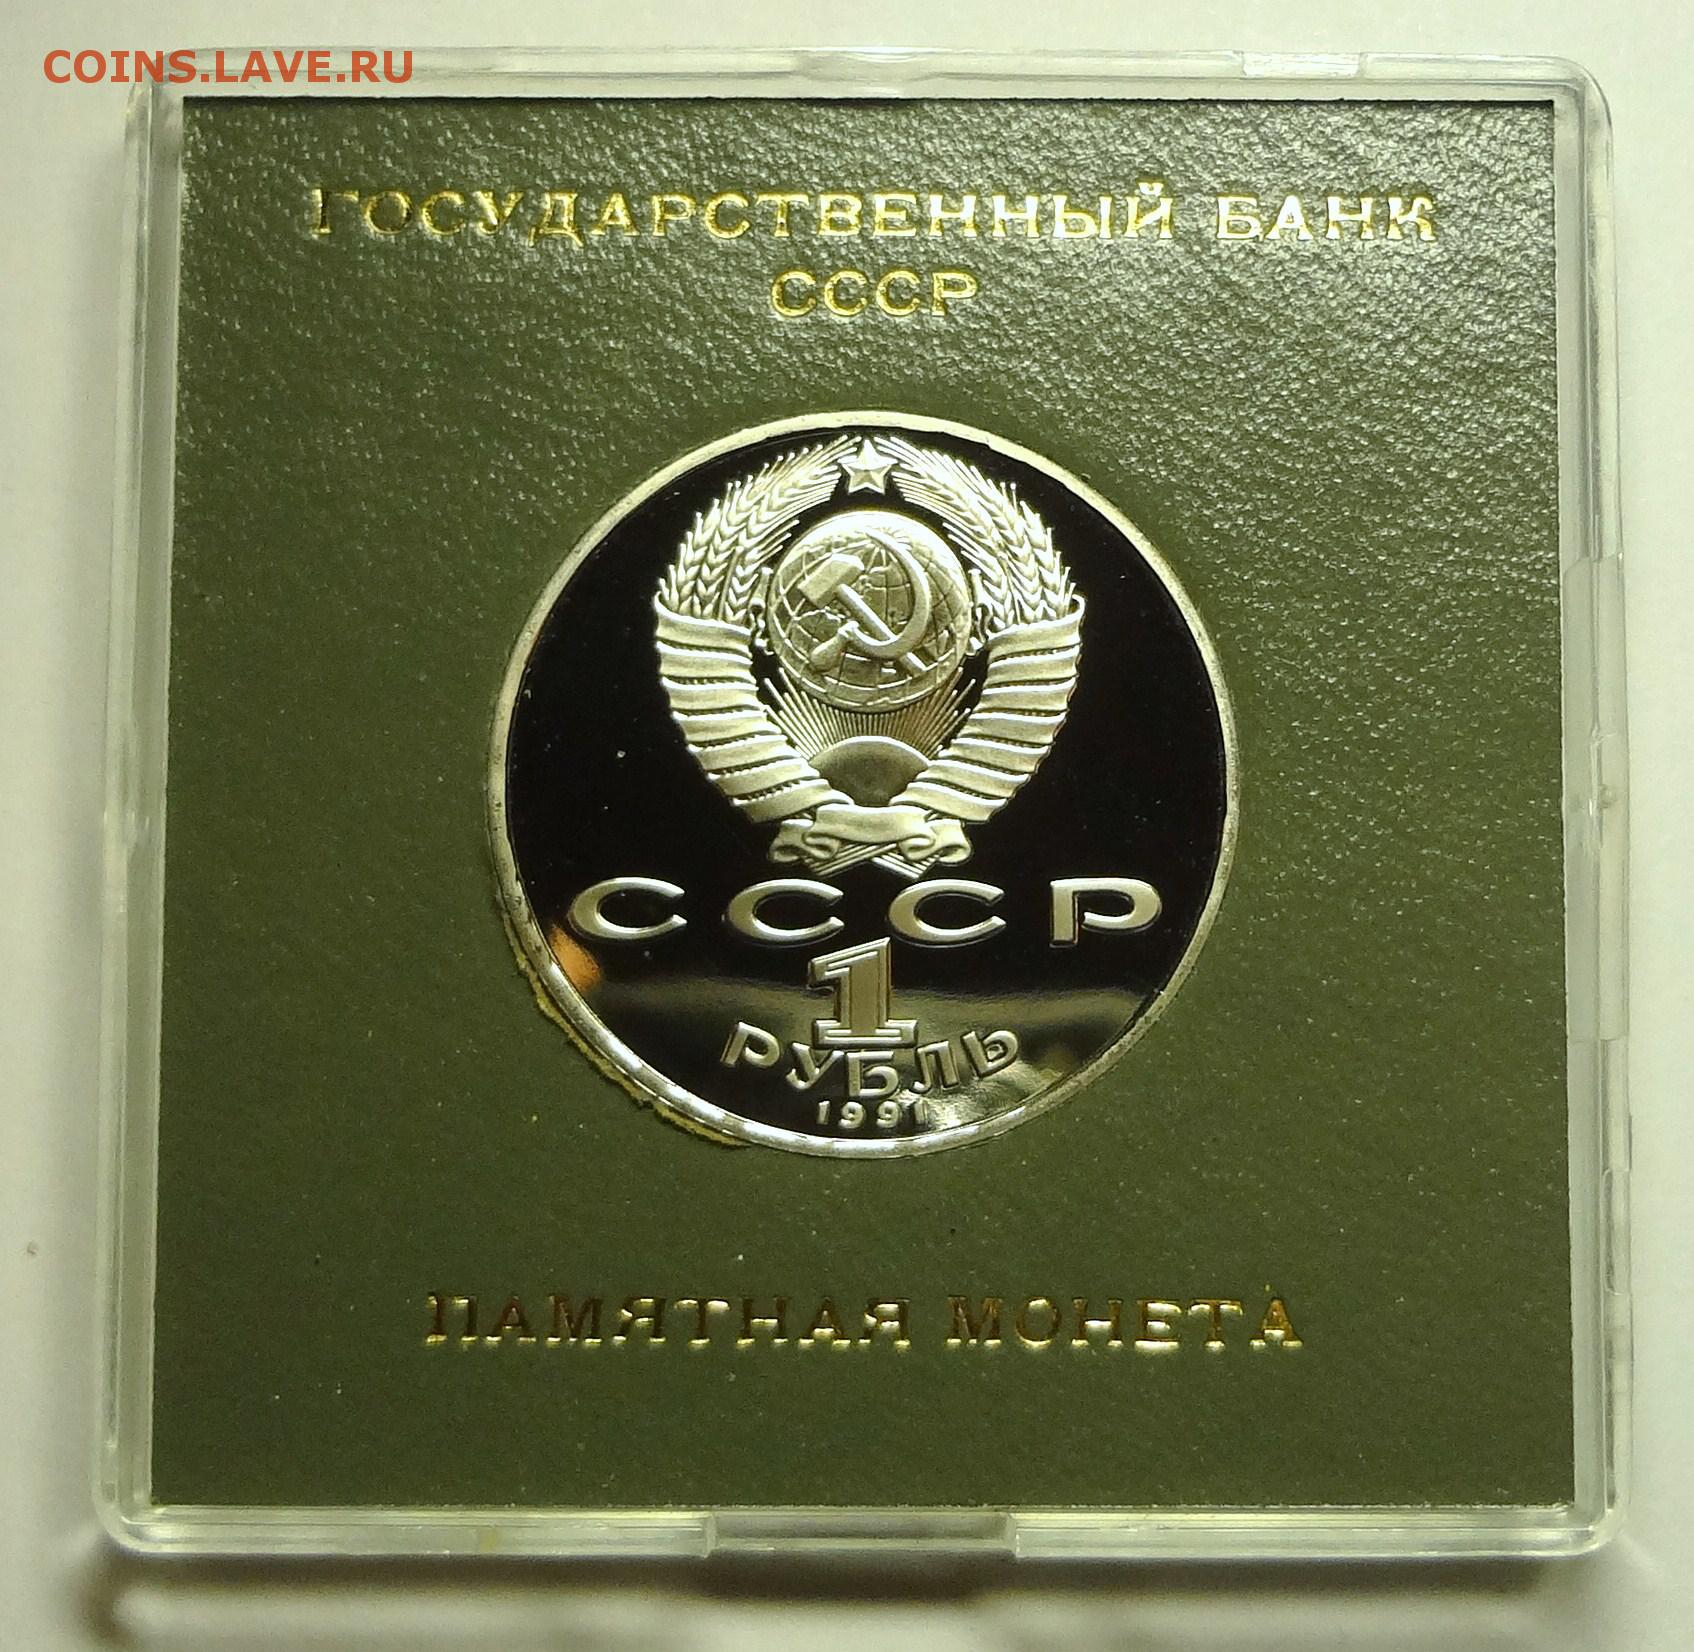 COINS.LAVE.RU
ГОСУДАРСТВЕННЫЙ БАНК
СССР
СССР
1
РУБЛЬ
1991
ПАМЯТНАЯ МОНЕТА